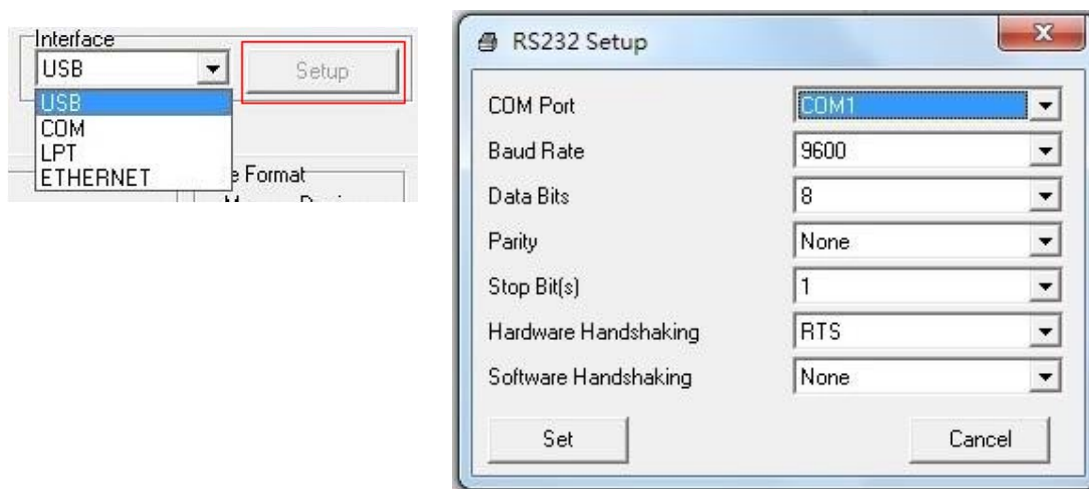 Interface
USB
Setup
USB
COM
LPT
ETHERNET
e Format
RS232 Setup
COM Port COM1
Baud Rate 9600
Data Bits 8
Parity None
Stop Bit(s) 1
Hardware Handshaking RTS
Software Handshaking None
Set Cancel